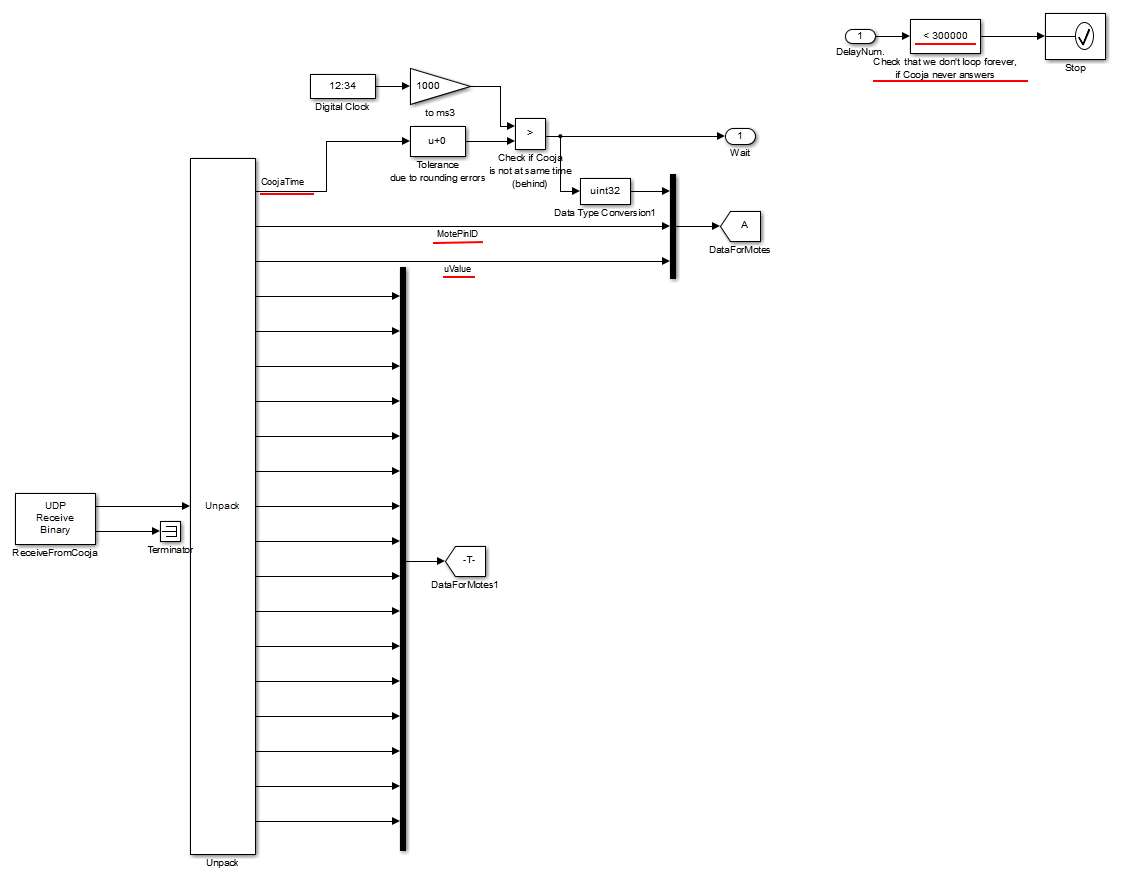 1
DelayNum.
< 300000
Check that we don't loop forever,
if Cooja never answers
Stop
12:34
Digital Clock
1000
to ms3
u+0
Tolerance
due to rounding errors
>
Check if Cooja
is not at same time
(behind)
1
Wait
CoojaTime
uint32
Data Type Conversion1
MotePinID
A
DataForMotes
uValue
UDP
Receive
Binary
ReceiveFromCooja
Terminator
Unpack
-T-
DataForMotes1
Unpack